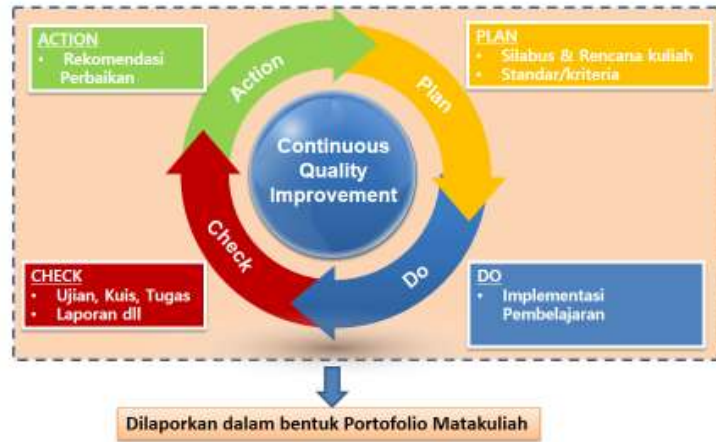 ACTION
• Rekomendasi
Perbaikan
PLAN
• Silabus & Rencana kuliah
• Standar/kriteria
Action
Plan
Continuous
Quality
Improvement
Check
Do
CHECK
• Ujian, Kuis, Tugas
• Laporan dll
DO
• Implementasi
Pembelajaran
Dilaporkan dalam bentuk Portofolio Matakuliah